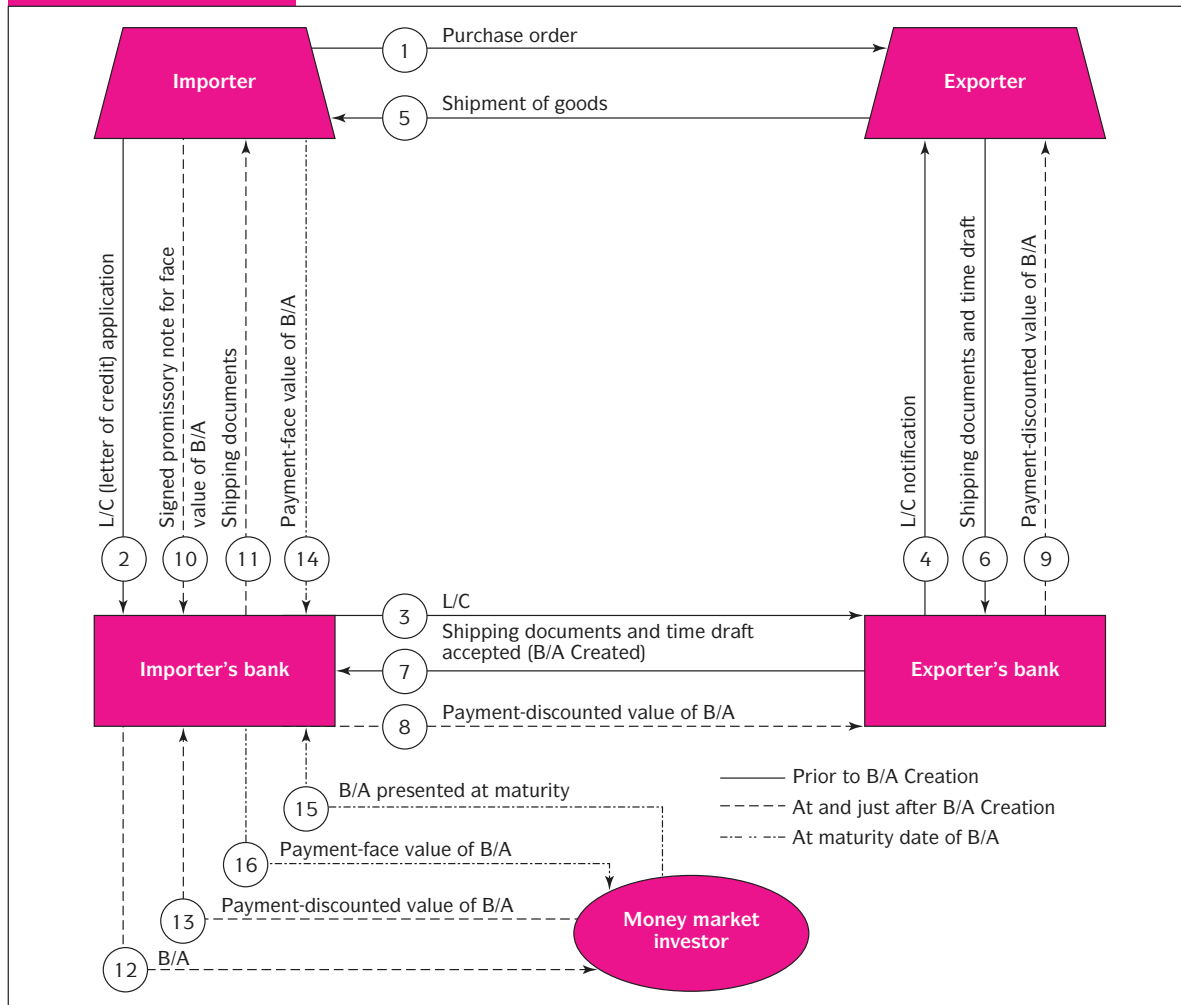 1
Purchase order
Importer
Exporter
5
Shipment of goods
L/C (letter of credit) application
Signed promissory note for face
value of B/A
Shipping documents
Payment-face value of B/A
L/C notification
Shipping documents and time draft
Payment-discounted value of B/A
2
10
11
14
4
6
9
3
L/C
Shipping documents and time draft
accepted (B/A Created)
Importer's bank
7
Exporter's bank
8
Payment-discounted value of B/A
Prior to B/A Creation
15
B/A presented at maturity
At and just after B/A Creation
At maturity date of B/A
16
Payment-face value of B/A
13
Payment-discounted value of B/A
Money market
investor
12
B/A